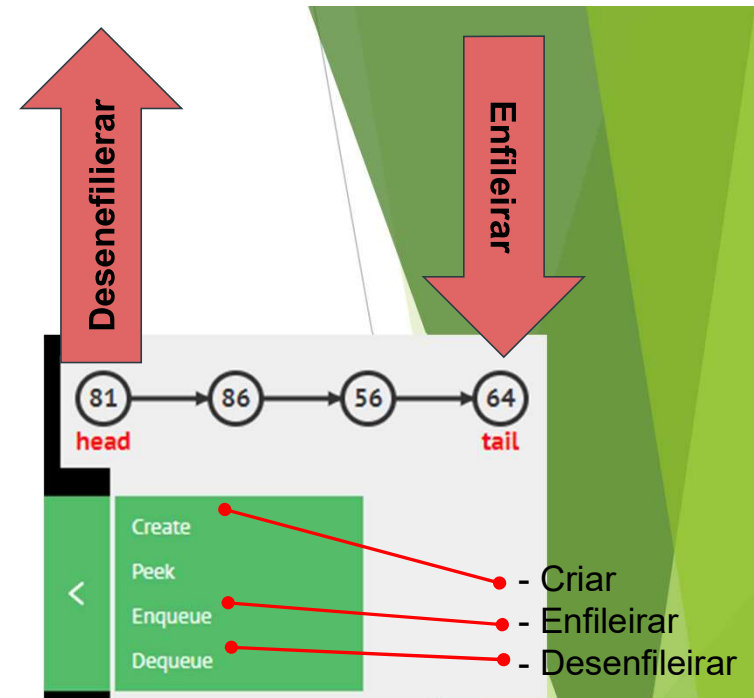 Desenefilierar
Enfileirar
81 86 56 64
head tail
Create
Peek
Enqueue
Dequeue
<
- Criar
- Enfileirar
- Desenfileirar